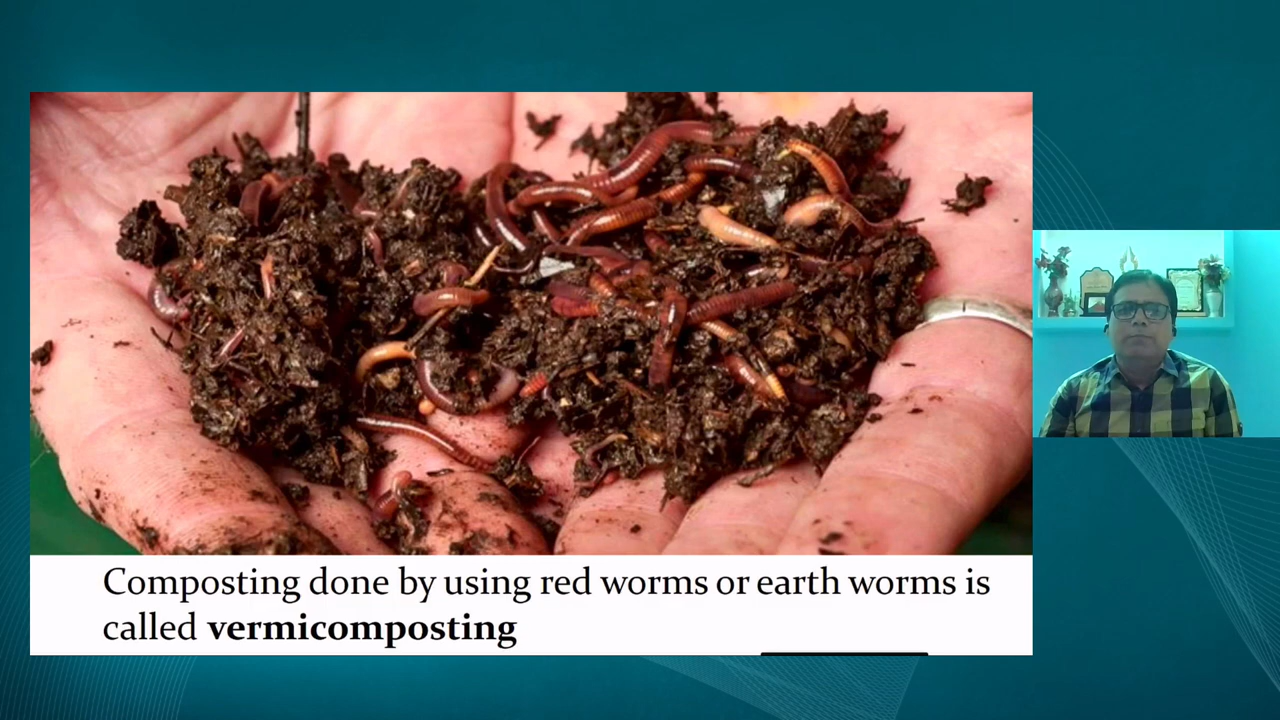 Composting done by using red worms or earth worms is
called vermicomposting